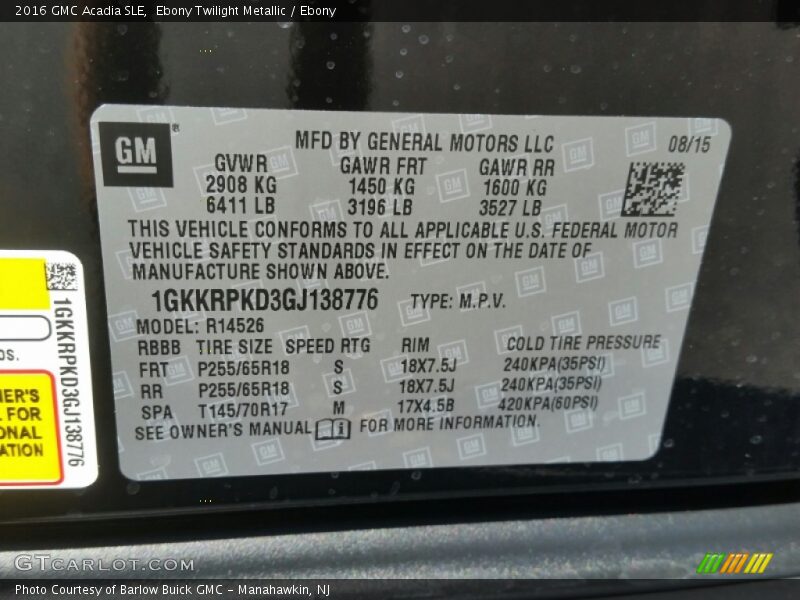 2016 GMC Acadia SLE, Ebony Twilight Metallic / Ebony
GM®
MFD BY GENERAL MOTORS LLC 08/15
GVWR GAWR FRT GAWR RR
2908 KG 1450 KG 1600 KG
6411 LB 3196 LB 3527 LB
THIS VEHICLE CONFORMS TO ALL APPLICABLE U.S. FEDERAL MOTOR
VEHICLE SAFETY STANDARDS IN EFFECT ON THE DATE OF
MANUFACTURE SHOWN ABOVE.
1GKKRPKD3GJ138776 TYPE: M.P.V.
MODEL: R14526
RBBB TIRE SIZE SPEED RTG RIM COLD TIRE PRESSURE
FRT P255/65R18 S 18X7.5J 240KPA(35PSI)
RR P255/65R18 S 18X7.5J 240KPA(35PSI)
SPA T145/70R17 M 17X4.5B 420KPA(60PSI)
SEE OWNER'S MANUAL FOR MORE INFORMATION.
1GKKRPKD3GJ138776
OS.
NER'S
L FOR
ONAL
ATION
GTCarLot.com
Photo Courtesy of Barlow Buick GMC - Manahawkin, NJ